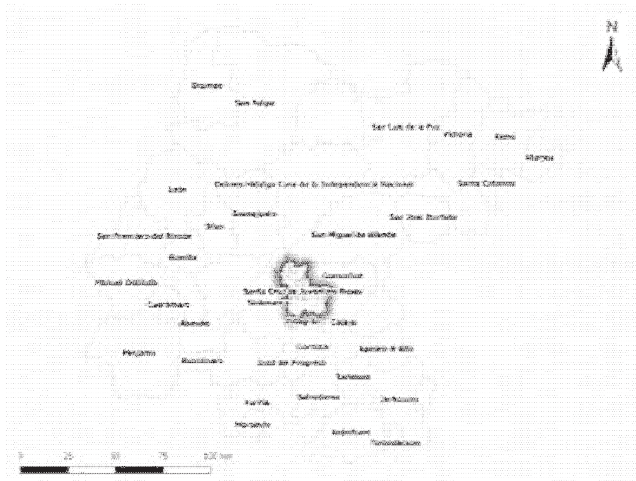 N
Ocampo
San Felipe
San Luis de la Paz
Victoria
Xichú
Atarjea
León
Dolores Hidalgo Cuna de la Independencia Nacional
Santa Catarina
Guanajuato
San José Iturbide
Silao
San Francisco del Rincón
San Miguel de Allende
Romita
Comonfort
Manuel Doblado
Santa Cruz de Juventino Rosas
Cuerámaro
Salamanca
Abasolo
Villagrán
Celaya
Cortazar
Apaseo el Alto
Pénjamo
Huanímaro
Jaral del Progreso
Tarimoro
Yuriria
Salvatierra
Jerécuaro
Moroleón
Acámbaro
Tarandacuao
0 25 50 75 100 km